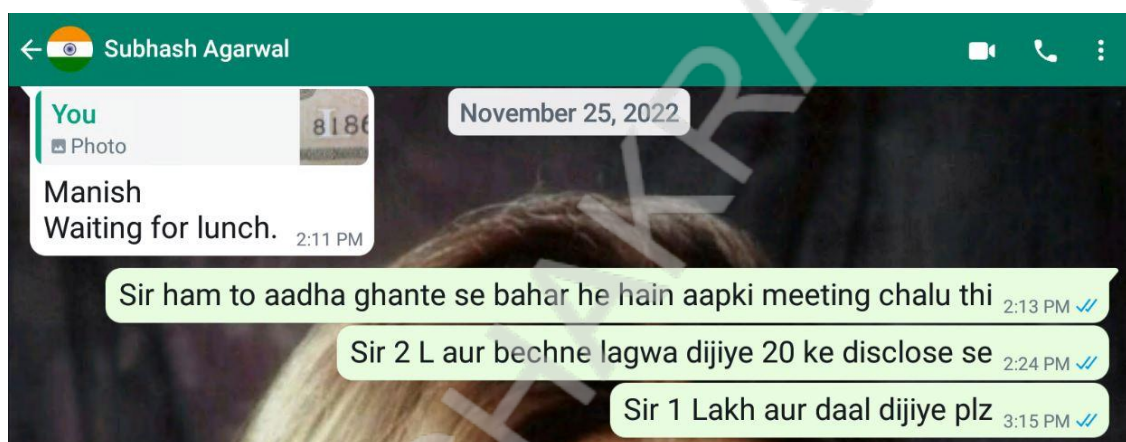 Subhash Agarwal
November 25, 2022
You
Photo
8186
Manish
Waiting for lunch. 2:11 PM
Sir ham to aadha ghante se bahar he hain aapki meeting chalu thi 2:13 PM
Sir 2 L aur bechne lagwa dijiye 20 ke disclose se 2:24 PM
Sir 1 Lakh aur daal dijiye plz 3:15 PM